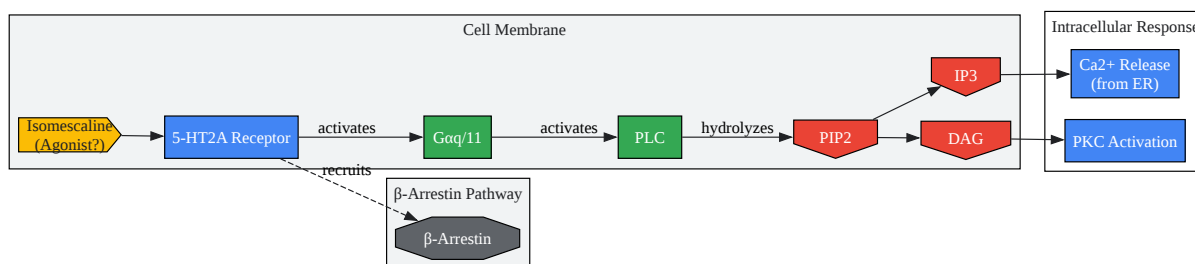 Cell Membrane
Isomescaline
(Agonist?)
5-HT2A Receptor
activates
Gαq/11
activates
PLC
hydrolyzes
PIP2
IP3
DAG
recruits
β-Arrestin Pathway
β-Arrestin
Intracellular Response
Ca2+ Release
(from ER)
PKC Activation